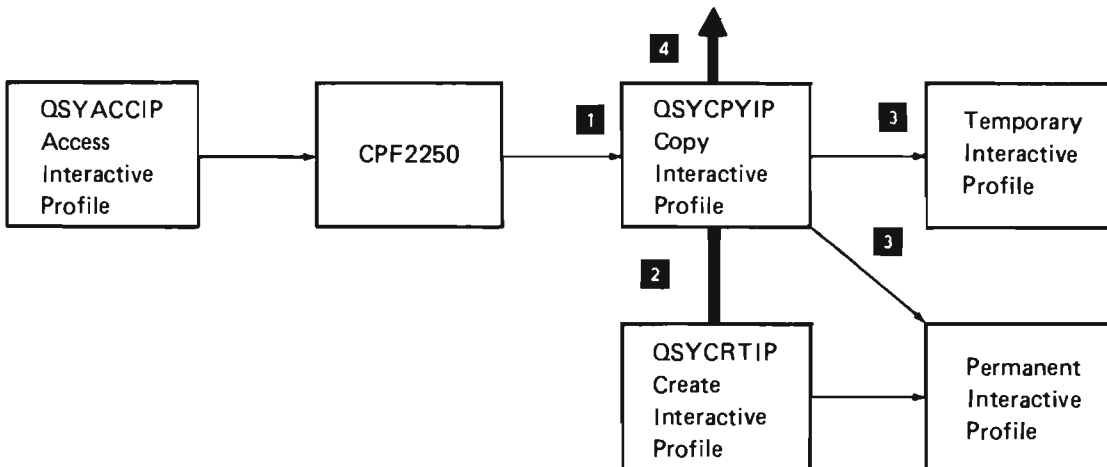 4
QSYACCIP
Access
Interactive
Profile
CPF2250
1
QSYCPYIP
Copy
Interactive
Profile
3
Temporary
Interactive
Profile
3
2
QSYCRTIP
Create
Interactive
Profile
Permanent
Interactive
Profile